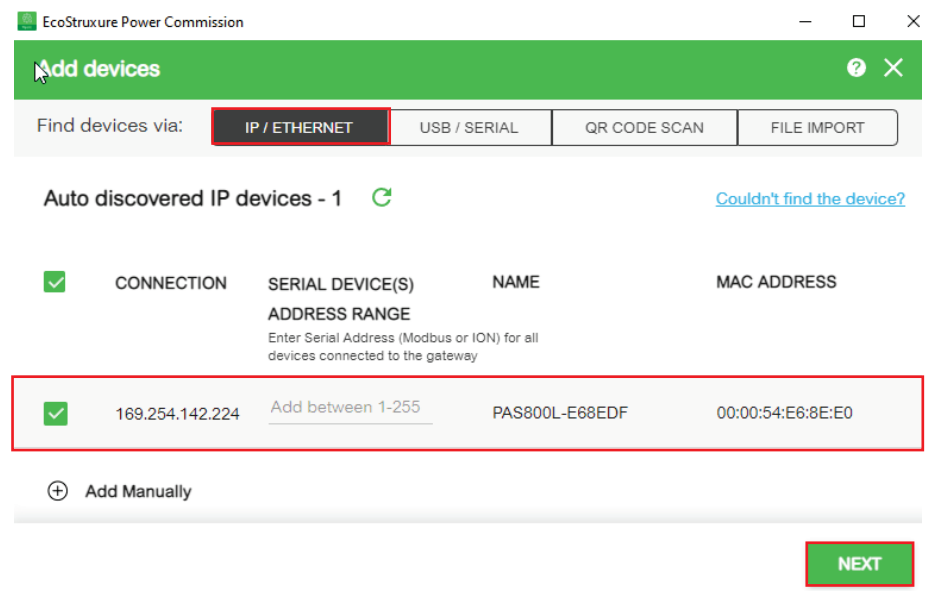 EcoStruxure Power Commission
Add devices
Find devices via:
IP / ETHERNET
USB / SERIAL
QR CODE SCAN
FILE IMPORT
Auto discovered IP devices - 1
Couldn't find the device?
CONNECTION
SERIAL DEVICE(S)
ADDRESS RANGE
Enter Serial Address (Modbus or ION) for all
devices connected to the gateway
NAME
MAC ADDRESS
169.254.142.224
Add between 1-255
PAS800L-E68EDF
00:00:54:E6:8E:E0
Add Manually
NEXT